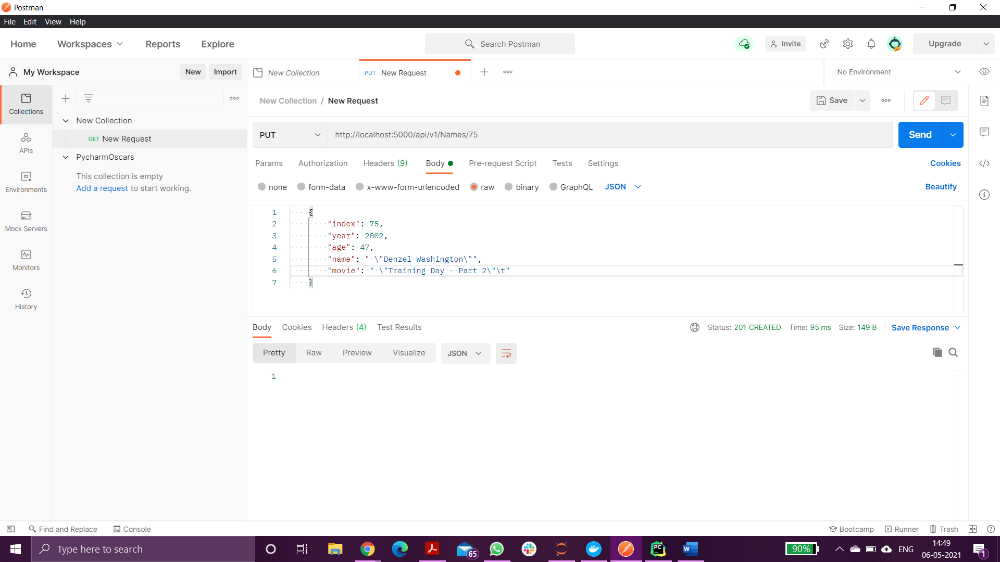 Postman
File Edit View Help
Home Workspaces Reports Explore Search Postman Invite Upgrade
My Workspace New Import New Collection PUT New Request No Environment
New Collection / New Request Save
Collections
New Collection
GET New Request
PycharmOscars
This collection is empty
Add a request to start working.
APIs
Environments
Mock Servers
Monitors
History
PUT http://localhost:5000/api/v1/Names/75 Send
Params Authorization Headers (9) Body Pre-request Script Tests Settings Cookies
none form-data x-www-form-urlencoded raw binary GraphQL JSON Beautify
1 {
2 "index": 75,
3 "year": 2002,
4 "age": 47,
5 "name": " \"Denzel Washington\"",
6 "movie": " \"Training Day - Part 2\"\t"
7 }
Body Cookies Headers (4) Test Results Status: 201 CREATED Time: 95 ms Size: 149 B Save Response
Pretty Raw Preview Visualize JSON
1
Find and Replace Console Bootcamp Runner Trash
Type here to search 65 PC W 90% ENG 14:49
06-05-2021 1